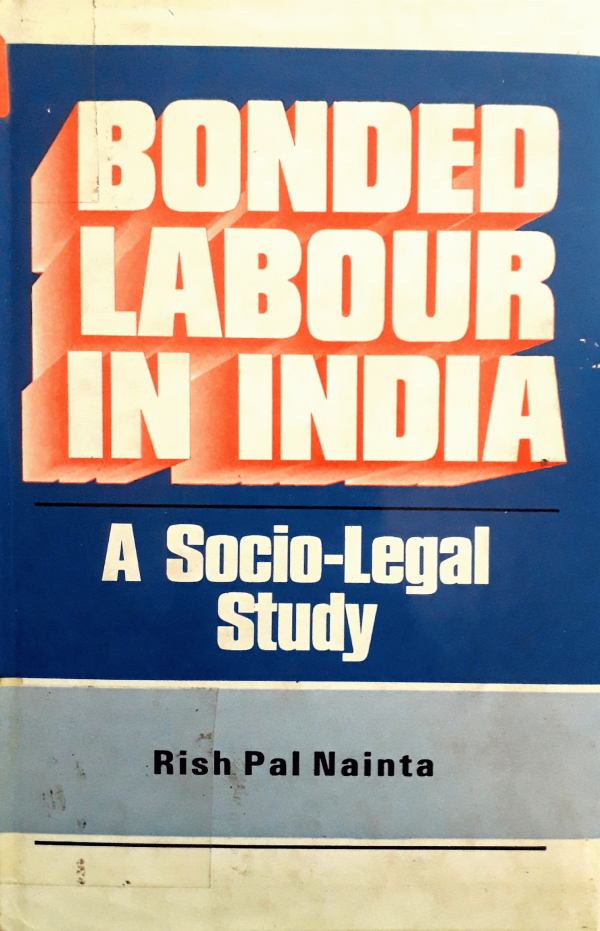 BONDED
LABOUR
IN INDIA
A Socio-Legal
Study
Rish Pal Nainta